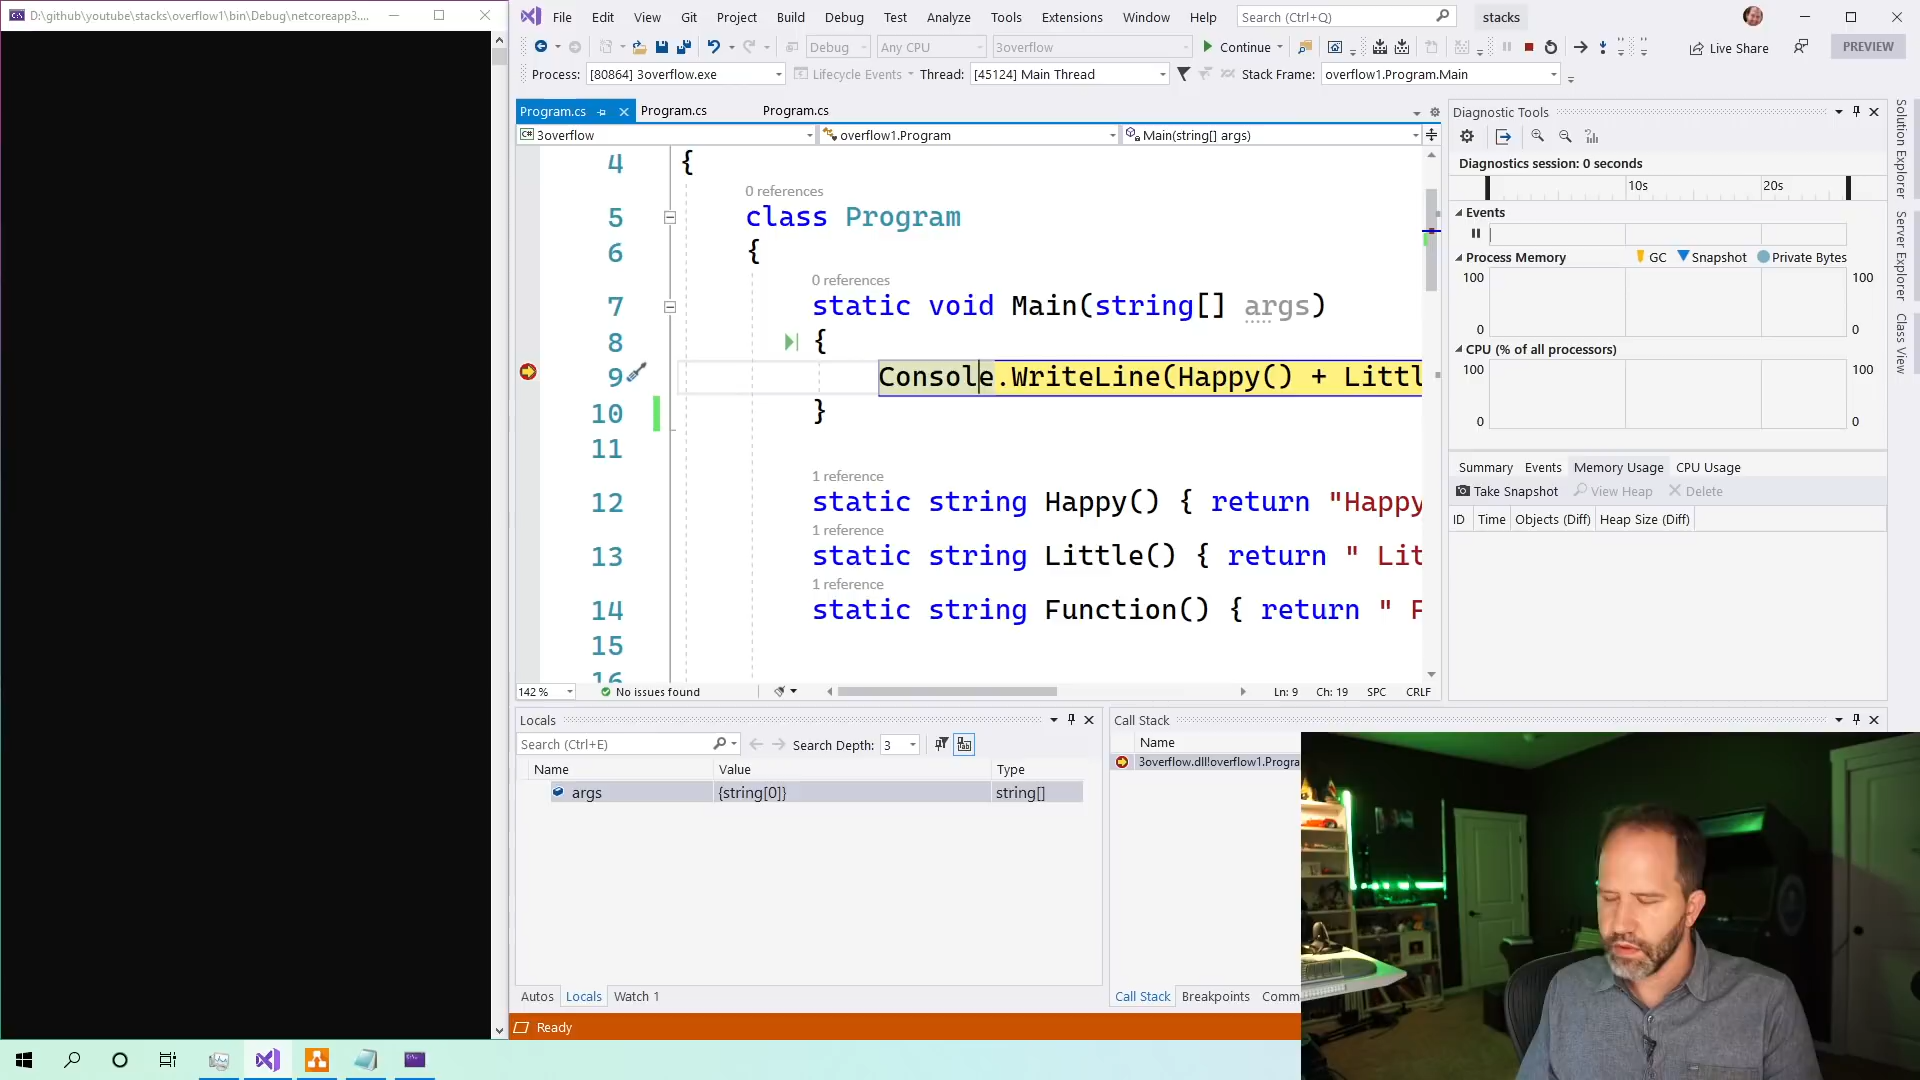 D:\github\youtube\stacks\overflow1\bin\Debug\netcoreapp3....
File Edit View Git Project Build Debug Test Analyze Tools Extensions Window Help Search (Ctrl+Q) stacks
Debug Any CPU 3overflow Continue Live Share PREVIEW
Process: [80864] 3overflow.exe Lifecycle Events Thread: [45124] Main Thread Stack Frame: overflow1.Program.Main
Program.cs Program.cs Program.cs
3overflow overflow1.Program Main(string[] args)
4 {
0 references
5 class Program
6 {
0 references
7 static void Main(string[] args)
8 {
9 Console.WriteLine(Happy() + Littl
10 }
11
1 reference
12 static string Happy() { return "Happy
1 reference
13 static string Little() { return " Lit
1 reference
14 static string Function() { return " F
15
16
142 % No issues found Ln: 9 Ch: 19 SPC CRLF
Diagnostic Tools
Diagnostics session: 0 seconds
10s 20s
Events
Process Memory GC Snapshot Private Bytes
100 100
0 0
CPU (% of all processors)
100 100
0 0
Summary Events Memory Usage CPU Usage
Take Snapshot View Heap Delete
ID Time Objects (Diff) Heap Size (Diff)
Solution Explorer
Server Explorer
Class View
Locals
Search (Ctrl+E) Search Depth: 3
Name Value Type
args {string[0]} string[]
Autos Locals Watch 1
Call Stack
Name
3overflow.dll!overflow1.Progra
Call Stack Breakpoints Comm
Ready